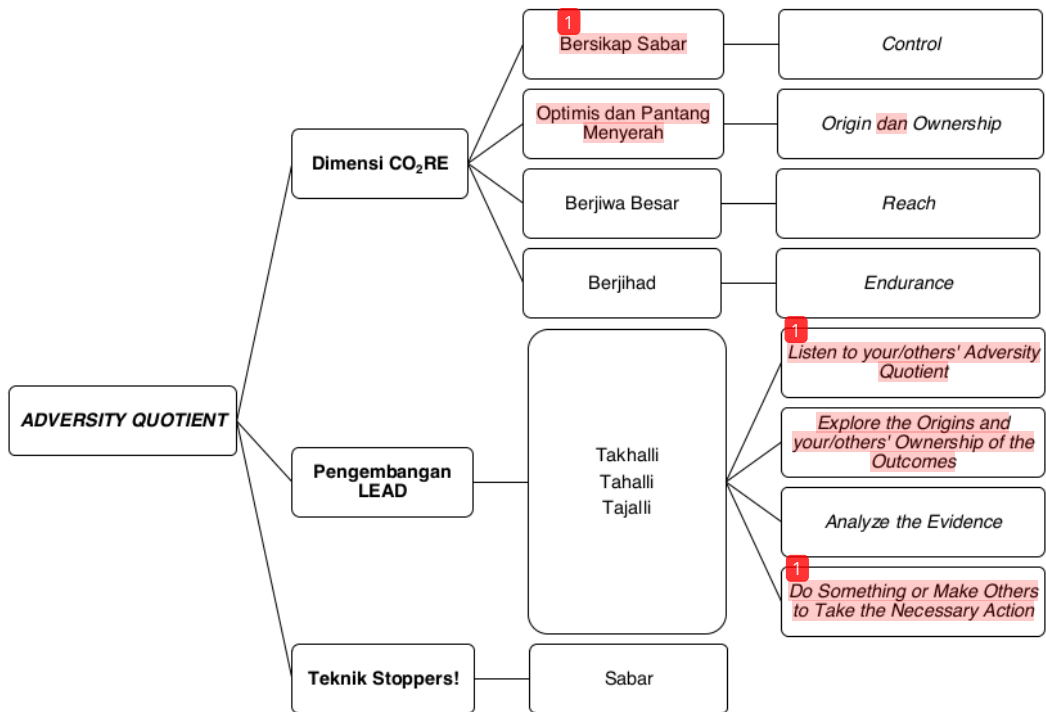 1
Bersikap Sabar
Control
Optimis dan Pantang
Menyerah
Origin dan Ownership
Dimensi CO₂RE
Berjiwa Besar
Reach
Berjihad
Endurance
ADVERSITY QUOTIENT
Pengembangan
LEAD
Takhalli
Tahalli
Tajalli
1
Listen to your/others' Adversity
Quotient
Explore the Origins and
your/others' Ownership of the
Outcomes
Analyze the Evidence
1
Do Something or Make Others
to Take the Necessary Action
Teknik Stoppers!
Sabar